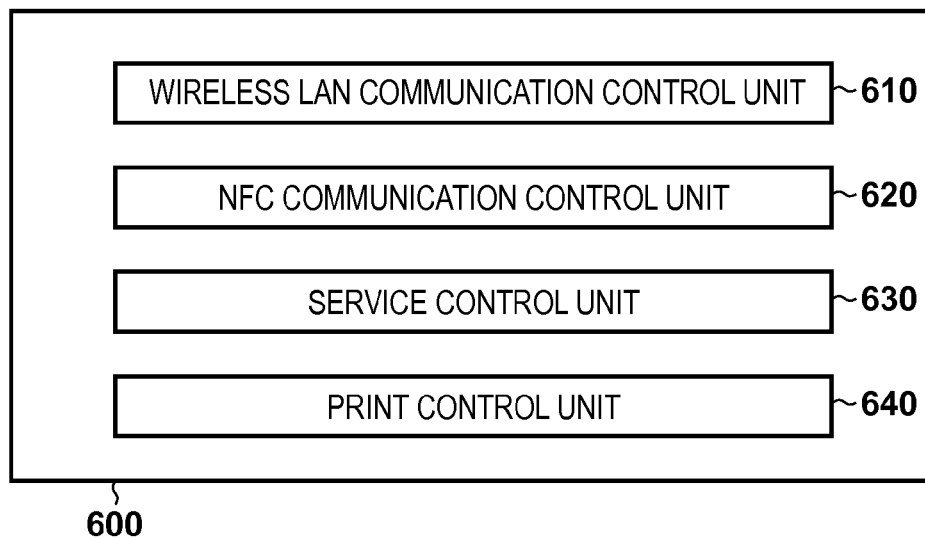 WIRELESS LAN COMMUNICATION CONTROL UNIT 610
NFC COMMUNICATION CONTROL UNIT 620
SERVICE CONTROL UNIT 630
PRINT CONTROL UNIT 640
600